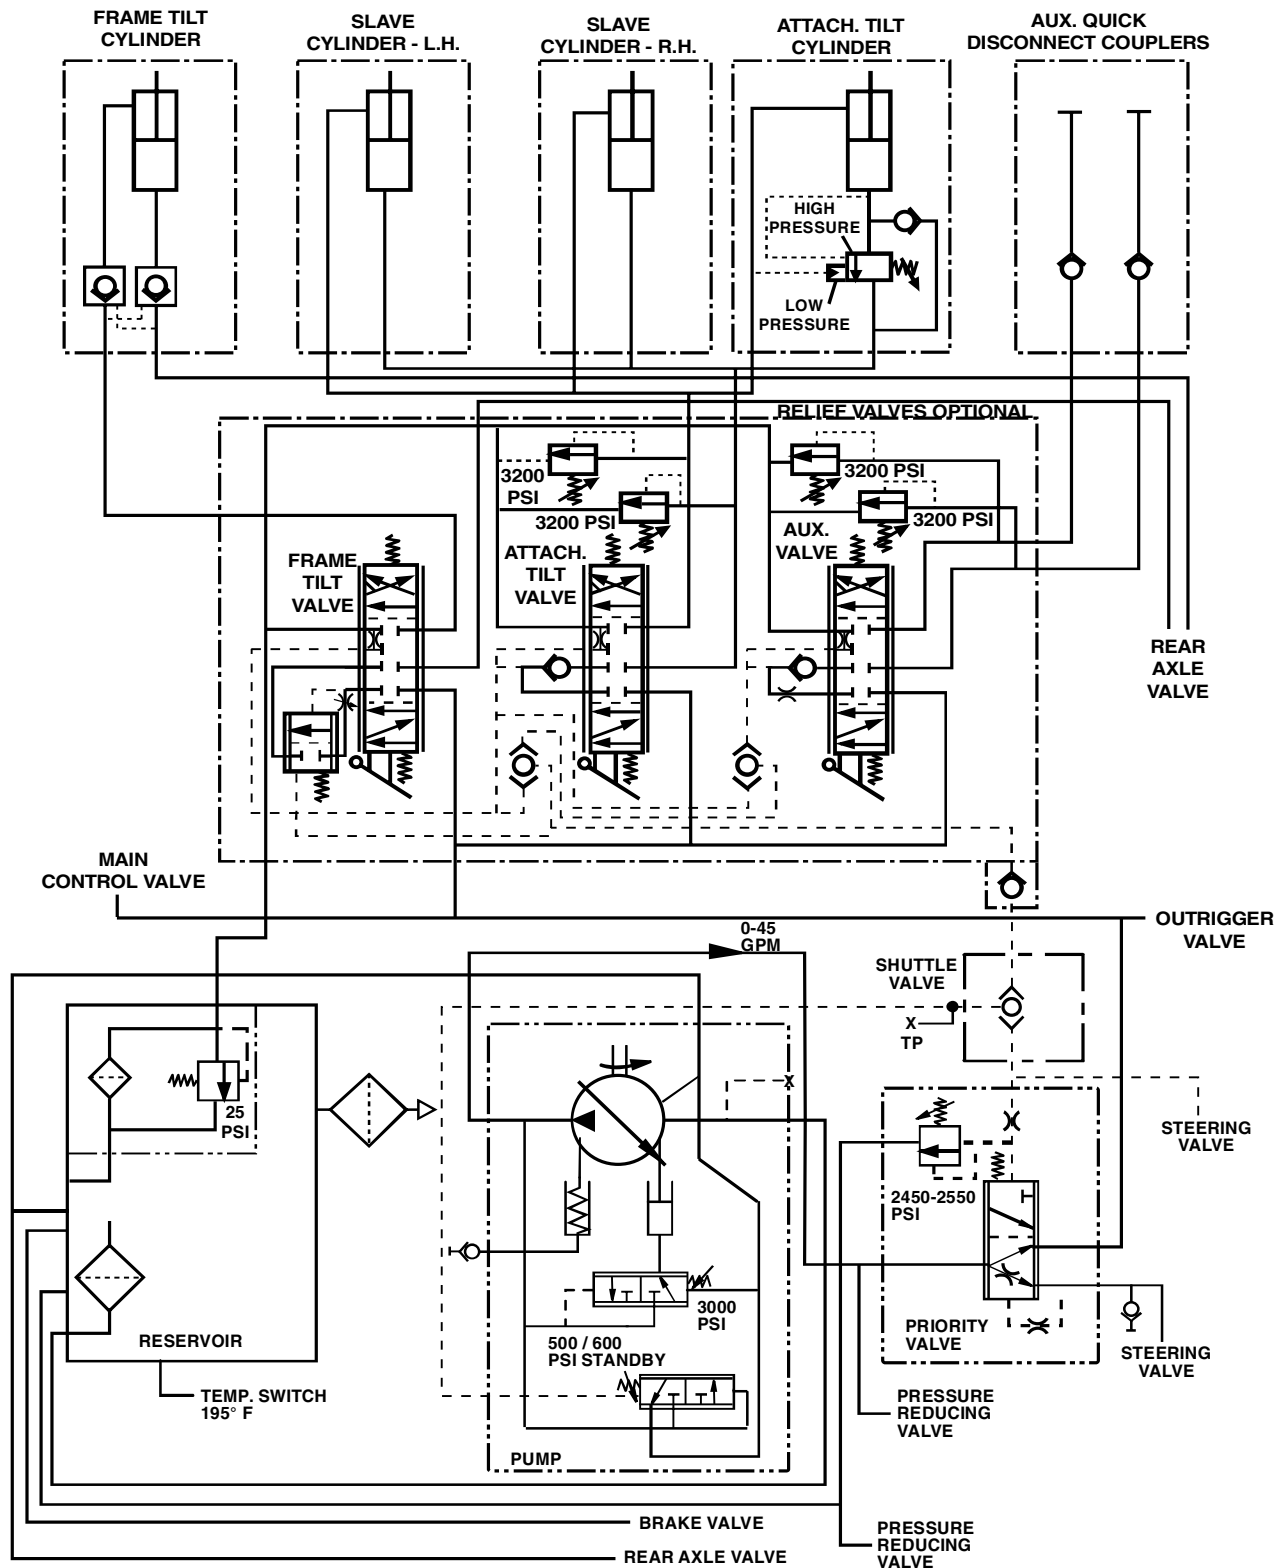 FRAME TILT
CYLINDER
SLAVE
CYLINDER - L.H.
SLAVE
CYLINDER - R.H.
ATTACH. TILT
CYLINDER
AUX. QUICK
DISCONNECT COUPLERS
HIGH
PRESSURE
LOW
PRESSURE
RELIEF VALVES OPTIONAL
3200
PSI
3200 PSI
3200 PSI
3200 PSI
FRAME
TILT
VALVE
ATTACH.
TILT
VALVE
AUX.
VALVE
REAR
AXLE
VALVE
MAIN
CONTROL VALVE
OUTRIGGER
VALVE
0-45
GPM
SHUTTLE
VALVE
X
TP
X
25
PSI
STEERING
VALVE
2450-2550
PSI
3000
PSI
500 / 600
PSI STANDBY
PRIORITY
VALVE
STEERING
VALVE
RESERVOIR
TEMP. SWITCH
195° F
PRESSURE
REDUCING
VALVE
PUMP
BRAKE VALVE
PRESSURE
REDUCING
VALVE
REAR AXLE VALVE